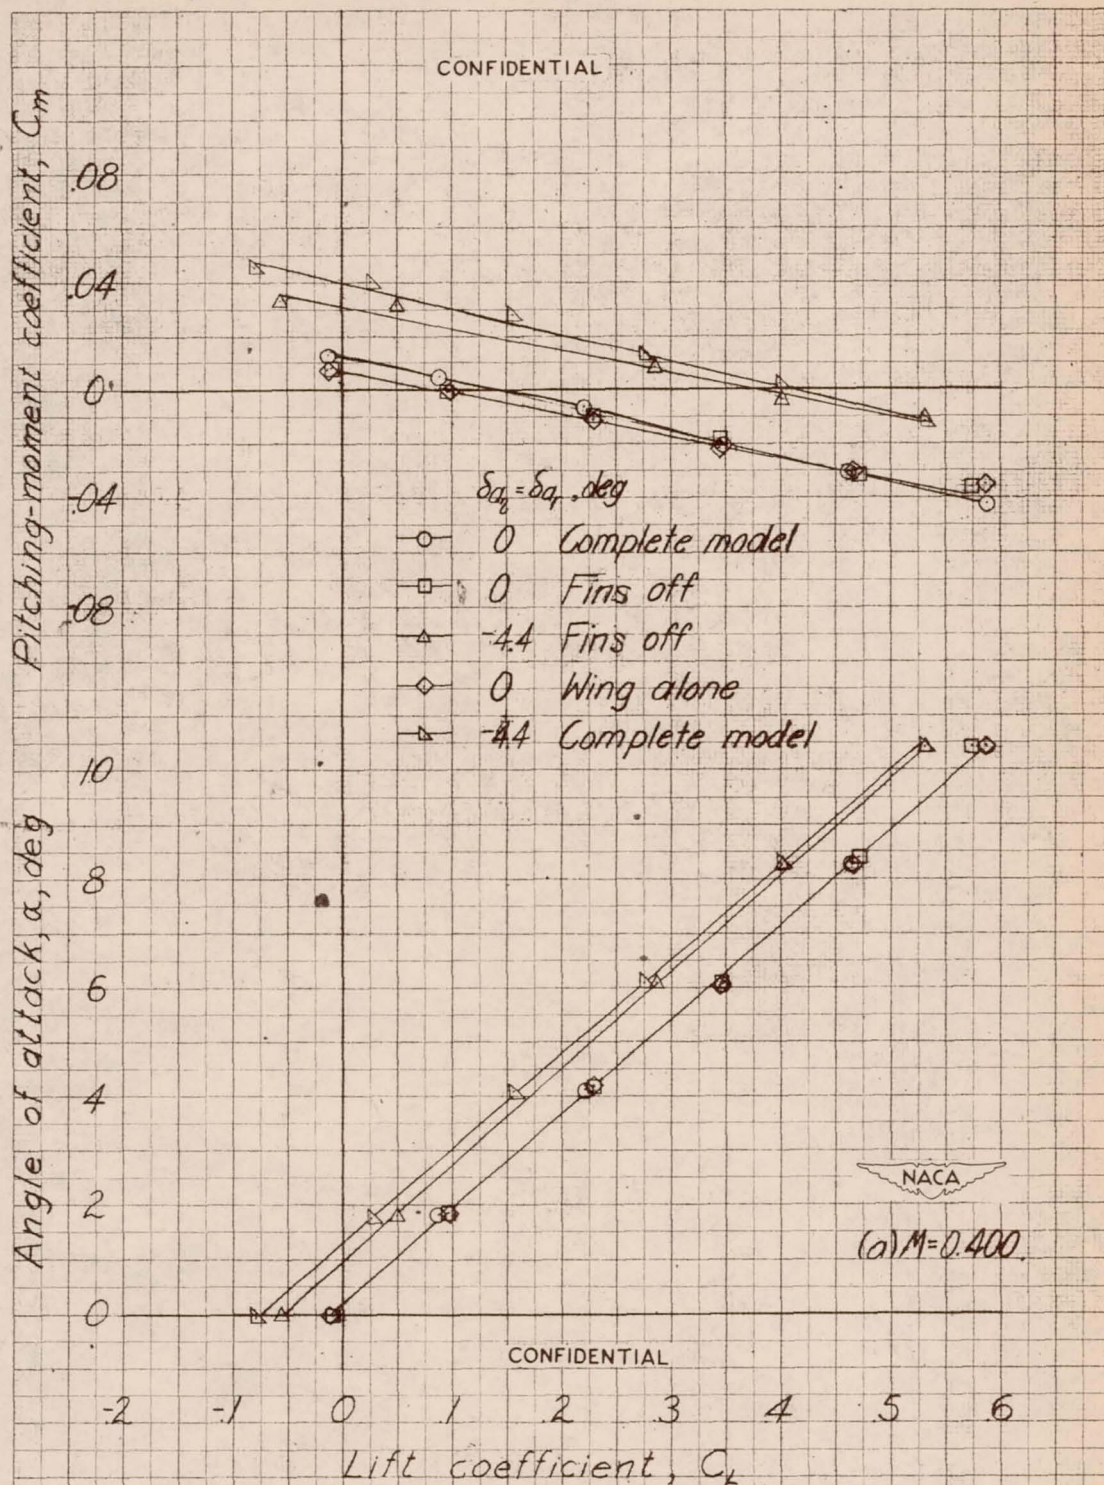 CONFIDENTIAL
Pitching-moment coefficient, Cm
.08
.04
0
-.04
-.08
δaₗ = δaᵣ, deg
0 Complete model
0 Fins off
-4.4 Fins off
0 Wing alone
-4.4 Complete model
Angle of attack, α, deg
10
8
6
4
2
0
NACA
(a) M=0.400.
CONFIDENTIAL
-.2 -.1 0 .1 .2 .3 .4 .5 .6
Lift coefficient, CL